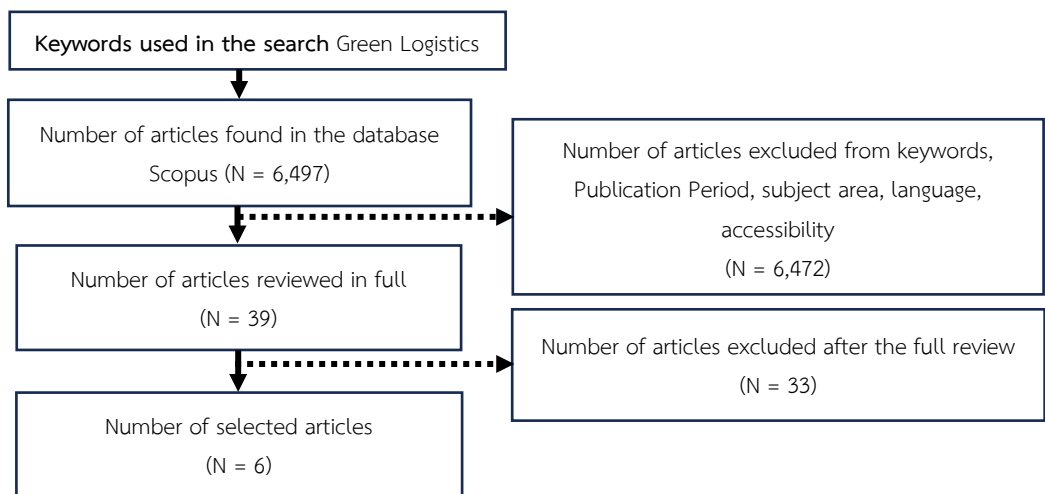 Keywords used in the search Green Logistics
Number of articles found in the database
Scopus (N = 6,497)
Number of articles excluded from keywords,
Publication Period, subject area, language,
accessibility
(N = 6,472)
Number of articles reviewed in full
(N = 39)
Number of articles excluded after the full review
(N = 33)
Number of selected articles
(N = 6)